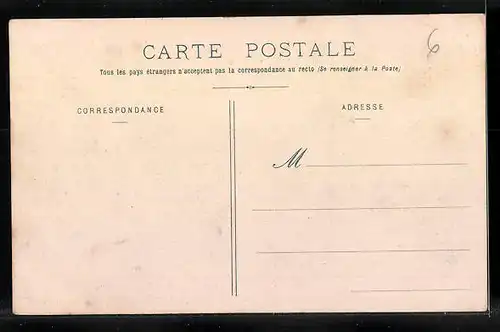 6
CARTE POSTALE
Tous les pays étrangers n'acceptent pas la correspondance au recto (Se renseigner à la Poste)
CORRESPONDANCE
ADRESSE
M